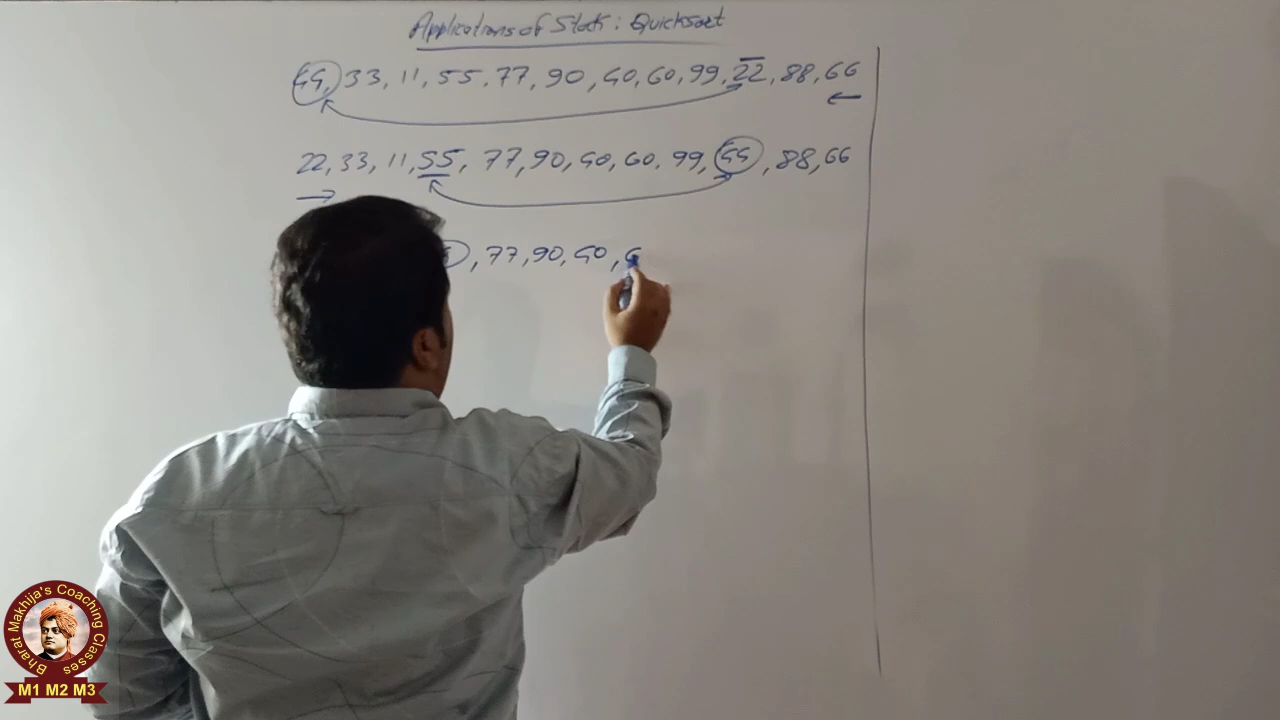 Applications of Stack: Quicksort
44, 33, 11, 55, 77, 90, 40, 60, 99, 22, 88, 66
22, 33, 11, 55, 77, 90, 40, 60, 99, 44, 88, 66
, 77, 90, 40, 6
Bharat Makhija's Coaching Classes
M1 M2 M3